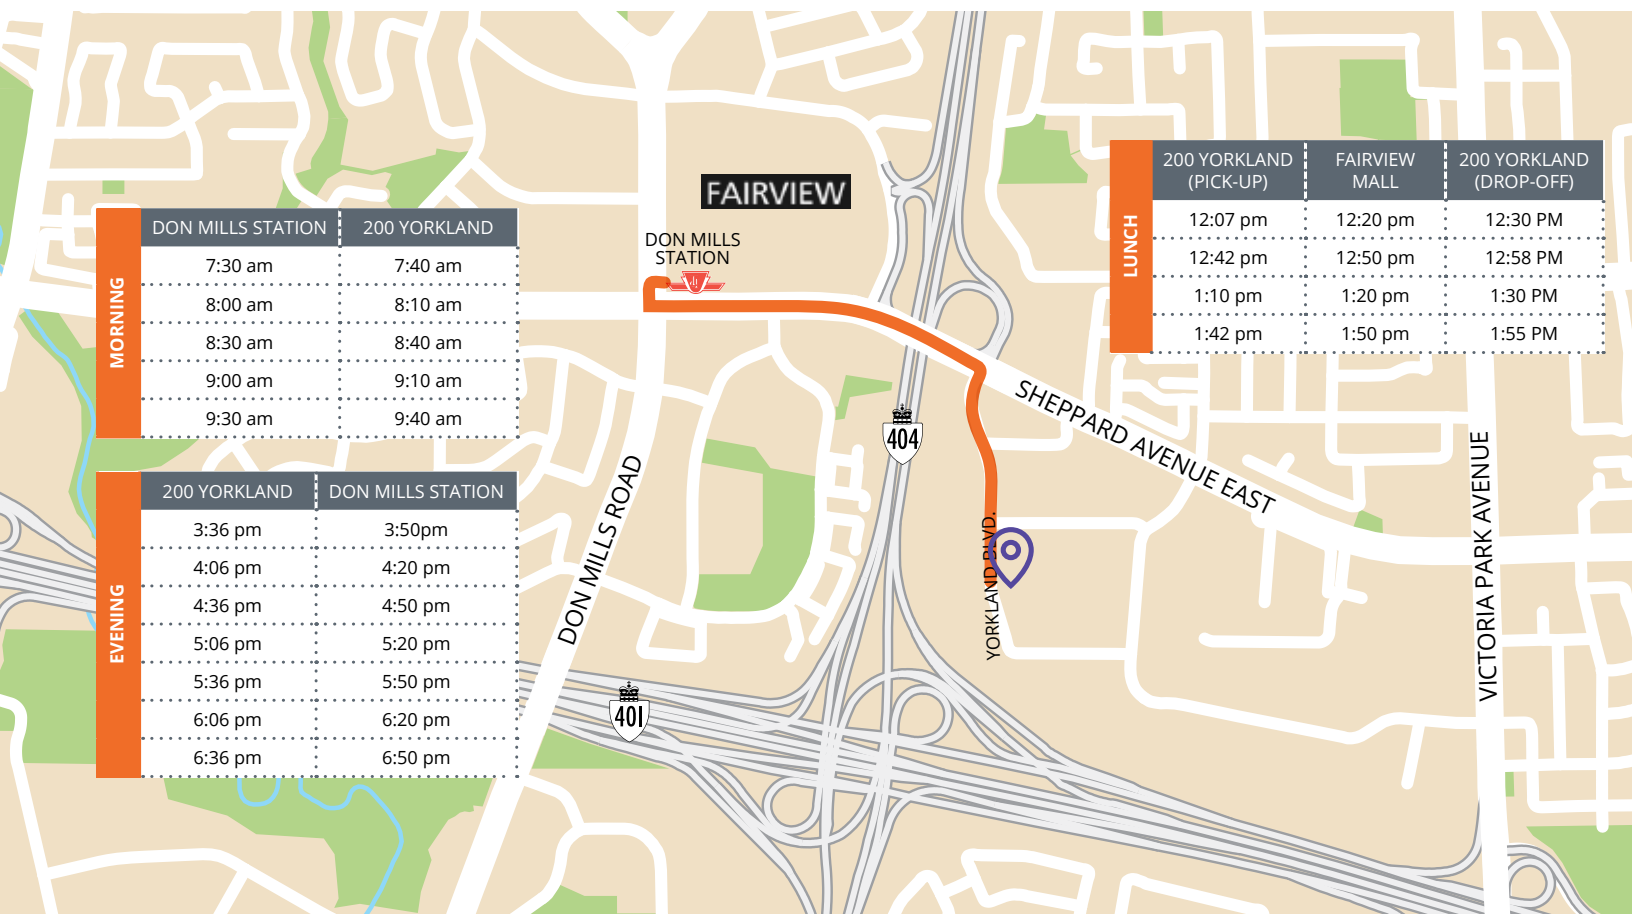 FAIRVIEW
DON MILLS
STATION
MORNING
DON MILLS STATION 200 YORKLAND
7:30 am 7:40 am
8:00 am 8:10 am
8:30 am 8:40 am
9:00 am 9:10 am
9:30 am 9:40 am
EVENING
200 YORKLAND DON MILLS STATION
3:36 pm 3:50pm
4:06 pm 4:20 pm
4:36 pm 4:50 pm
5:06 pm 5:20 pm
5:36 pm 5:50 pm
6:06 pm 6:20 pm
6:36 pm 6:50 pm
LUNCH
200 YORKLAND FAIRVIEW 200 YORKLAND
(PICK-UP) MALL (DROP-OFF)
12:07 pm 12:20 pm 12:30 PM
12:42 pm 12:50 pm 12:58 PM
1:10 pm 1:20 pm 1:30 PM
1:42 pm 1:50 pm 1:55 PM
SHEPPARD AVENUE EAST
404
DON MILLS ROAD
YORKLAND BLVD.
VICTORIA PARK AVENUE
401